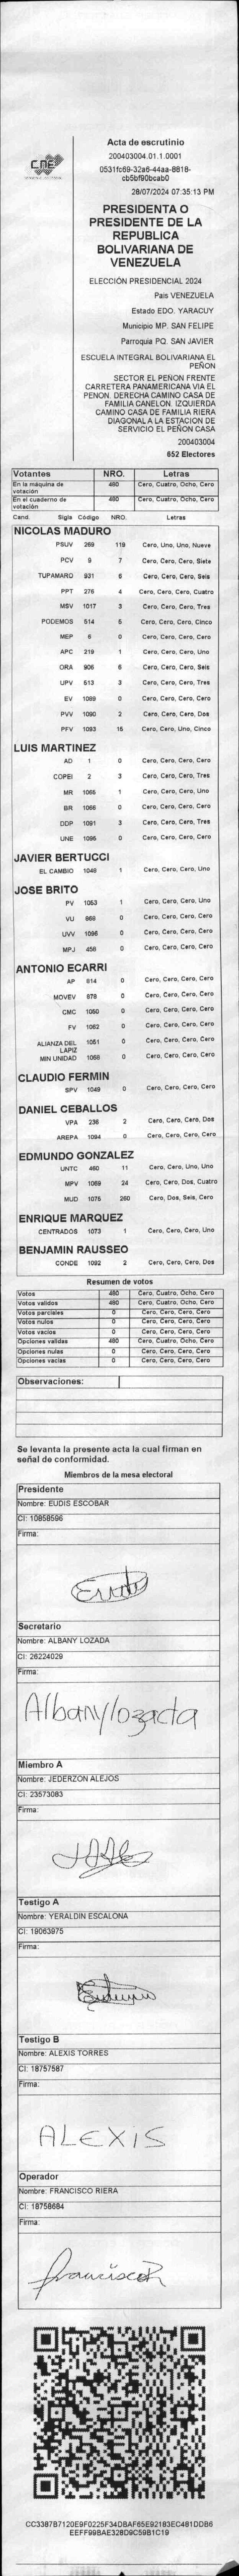 CNE
Acta de escrutinio
200403004.01.1.0001
0531fc69-32a6-44aa-8818-
cb5bf90bcab0
28/07/2024 07:35:13 PM
PRESIDENTA O
PRESIDENTE DE LA
REPUBLICA
BOLIVARIANA DE
VENEZUELA
ELECCIÓN PRESIDENCIAL 2024
Pais VENEZUELA
Estado EDO. YARACUY
Municipio MP. SAN FELIPE
Parroquia PQ. SAN JAVIER
ESCUELA INTEGRAL BOLIVARIANA EL
PEÑON
SECTOR EL PEÑON FRENTE
CARRETERA PANAMERICANA VIA EL
PENON. DERECHA CAMINO CASA DE
FAMILIA CANELON. IZQUIERDA
CAMINO CASA DE FAMILIA RIERA
DIAGONAL A LA ESTACION DE
SERVICIO EL PEÑON CASA
200403004
652 Electores
Votantes NRO. Letras
En la máquina de votación 480 Cero, Cuatro, Ocho, Cero
En el cuaderno de votación 480 Cero, Cuatro, Ocho, Cero
Cand. Sigla Código NRO. Letras
NICOLAS MADURO
PSUV 269 119 Cero, Uno, Uno, Nueve
PCV 9 7 Cero, Cero, Cero, Siete
TUPAMARO 931 6 Cero, Cero, Cero, Seis
PPT 276 4 Cero, Cero, Cero, Cuatro
MSV 1017 3 Cero, Cero, Cero, Tres
PODEMOS 514 5 Cero, Cero, Cero, Cinco
MEP 6 0 Cero, Cero, Cero, Cero
APC 219 1 Cero, Cero, Cero, Uno
ORA 906 6 Cero, Cero, Cero, Seis
UPV 513 3 Cero, Cero, Cero, Tres
EV 1089 0 Cero, Cero, Cero, Cero
PVV 1090 2 Cero, Cero, Cero, Dos
PFV 1093 15 Cero, Cero, Uno, Cinco
LUIS MARTINEZ
AD 1 0 Cero, Cero, Cero, Cero
COPEI 2 3 Cero, Cero, Cero, Tres
MR 1065 1 Cero, Cero, Cero, Uno
BR 1066 0 Cero, Cero, Cero, Cero
DDP 1091 3 Cero, Cero, Cero, Tres
UNE 1095 0 Cero, Cero, Cero, Cero
JAVIER BERTUCCI
EL CAMBIO 1048 1 Cero, Cero, Cero, Uno
JOSE BRITO
PV 1053 1 Cero, Cero, Cero, Uno
VU 868 0 Cero, Cero, Cero, Cero
UVV 1096 0 Cero, Cero, Cero, Cero
MPJ 458 0 Cero, Cero, Cero, Cero
ANTONIO ECARRI
AP 814 0 Cero, Cero, Cero, Cero
MOVEV 878 0 Cero, Cero, Cero, Cero
CMC 1050 0 Cero, Cero, Cero, Cero
FV 1062 0 Cero, Cero, Cero, Cero
ALIANZA DEL LAPIZ 1051 0 Cero, Cero, Cero, Cero
MIN UNIDAD 1068 0 Cero, Cero, Cero, Cero
CLAUDIO FERMIN
SPV 1049 0 Cero, Cero, Cero, Cero
DANIEL CEBALLOS
VPA 236 2 Cero, Cero, Cero, Dos
AREPA 1094 0 Cero, Cero, Cero, Cero
EDMUNDO GONZALEZ
UNTC 460 11 Cero, Cero, Uno, Uno
MPV 1069 24 Cero, Cero, Dos, Cuatro
MUD 1075 260 Cero, Dos, Seis, Cero
ENRIQUE MARQUEZ
CENTRADOS 1073 1 Cero, Cero, Cero, Uno
BENJAMIN RAUSSEO
CONDE 1092 2 Cero, Cero, Cero, Dos
Resumen de votos
Votos 480 Cero, Cuatro, Ocho, Cero
Votos validos 480 Cero, Cuatro, Ocho, Cero
Votos parciales 0 Cero, Cero, Cero, Cero
Votos nulos 0 Cero, Cero, Cero, Cero
Votos vacios 0 Cero, Cero, Cero, Cero
Opciones validas 480 Cero, Cuatro, Ocho, Cero
Opciones nulas 0 Cero, Cero, Cero, Cero
Opciones vacias 0 Cero, Cero, Cero, Cero
Observaciones:
Se levanta la presente acta la cual firman en
señal de conformidad.
Miembros de la mesa electoral
Presidente
Nombre: EUDIS ESCOBAR
CI: 10858596
Firma:
Secretario
Nombre: ALBANY LOZADA
CI: 26224029
Firma:
Albanylozada
Miembro A
Nombre: JEDERZON ALEJOS
CI: 23573083
Firma:
Testigo A
Nombre: YERALDIN ESCALONA
CI: 19063975
Firma:
Testigo B
Nombre: ALEXIS TORRES
CI: 18757587
Firma:
ALEXIS
Operador
Nombre: FRANCISCO RIERA
CI: 18758684
Firma:
franciscoR
CC3387B7120E9F0225F34DBAF65E92183EC481DDB6
EEFF99BAE328D9C59B1C19